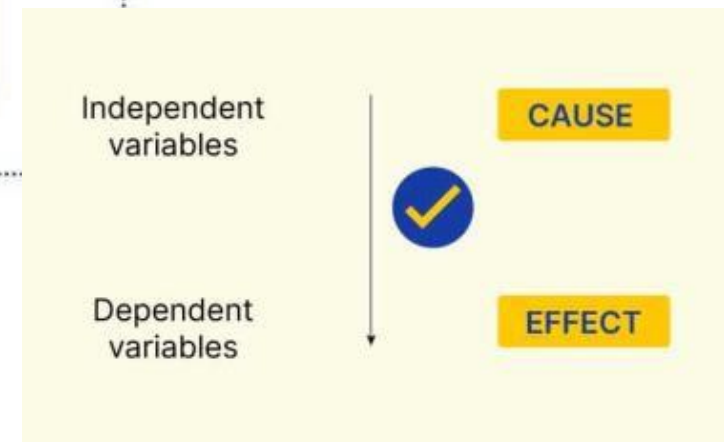 Independent
variables
CAUSE
Dependent
variables
EFFECT